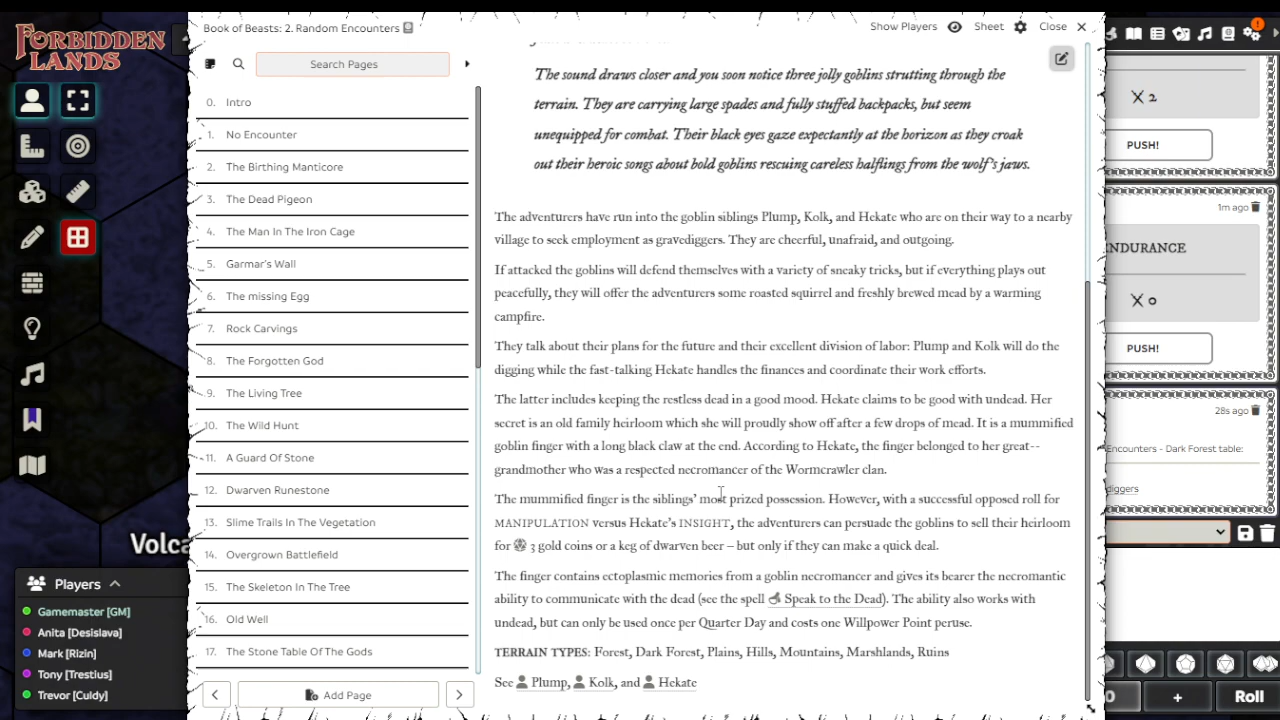 FORBIDDEN
LANDS
Book of Beasts: 2. Random Encounters
Show Players
Sheet
Close
Search Pages
0. Intro
1. No Encounter
2. The Birthing Manticore
3. The Dead Pigeon
4. The Man In The Iron Cage
5. Garmar's Wall
6. The missing Egg
7. Rock Carvings
8. The Forgotten God
9. The Living Tree
10. The Wild Hunt
11. A Guard Of Stone
12. Dwarven Runestone
13. Slime Trails In The Vegetation
14. Overgrown Battlefield
15. The Skeleton In The Tree
16. Old Well
17. The Stone Table Of The Gods
Add Page
The sound draws closer and you soon notice three jolly goblins strutting through the
terrain. They are carrying large spades and fully stuffed backpacks, but seem
unequipped for combat. Their black eyes gaze expectantly at the horizon as they croak
out their heroic songs about bold goblins rescuing careless halflings from the wolf's jaws.
The adventurers have run into the goblin siblings Plump, Kolk, and Hekate who are on their way to a nearby
village to seek employment as gravediggers. They are cheerful, unafraid, and outgoing.
If attacked the goblins will defend themselves with a variety of sneaky tricks, but if everything plays out
peacefully, they will offer the adventurers some roasted squirrel and freshly brewed mead by a warming
campfire.
They talk about their plans for the future and their excellent division of labor: Plump and Kolk will do the
digging while the fast-talking Hekate handles the finances and coordinate their work efforts.
The latter includes keeping the restless dead in a good mood. Hekate claims to be good with undead. Her
secret is an old family heirloom which she will proudly show off after a few drops of mead. It is a mummified
goblin finger with a long black claw at the end. According to Hekate, the finger belonged to her great--
grandmother who was a respected necromancer of the Wormcrawler clan.
The mummified finger is the siblings' most prized possession. However, with a successful opposed roll for
MANIPULATION versus Hekate's INSIGHT, the adventurers can persuade the goblins to sell their heirloom
for 3 gold coins or a keg of dwarven beer – but only if they can make a quick deal.
The finger contains ectoplasmic memories from a goblin necromancer and gives its bearer the necromantic
ability to communicate with the dead (see the spell Speak to the Dead). The ability also works with
undead, but can only be used once per Quarter Day and costs one Willpower Point peruse.
TERRAIN TYPES: Forest, Dark Forest, Plains, Hills, Mountains, Marshlands, Ruins
See Plump, Kolk, and Hekate
Volca
Players
Gamemaster [GM]
Anita [Desislava]
Mark [Rizin]
Tony [Trestius]
Trevor [Culdy]
X 2
PUSH!
1m ago
NDURANCE
X 0
PUSH!
28s ago
ncounters - Dark Forest table:
diggers
0
+
Roll